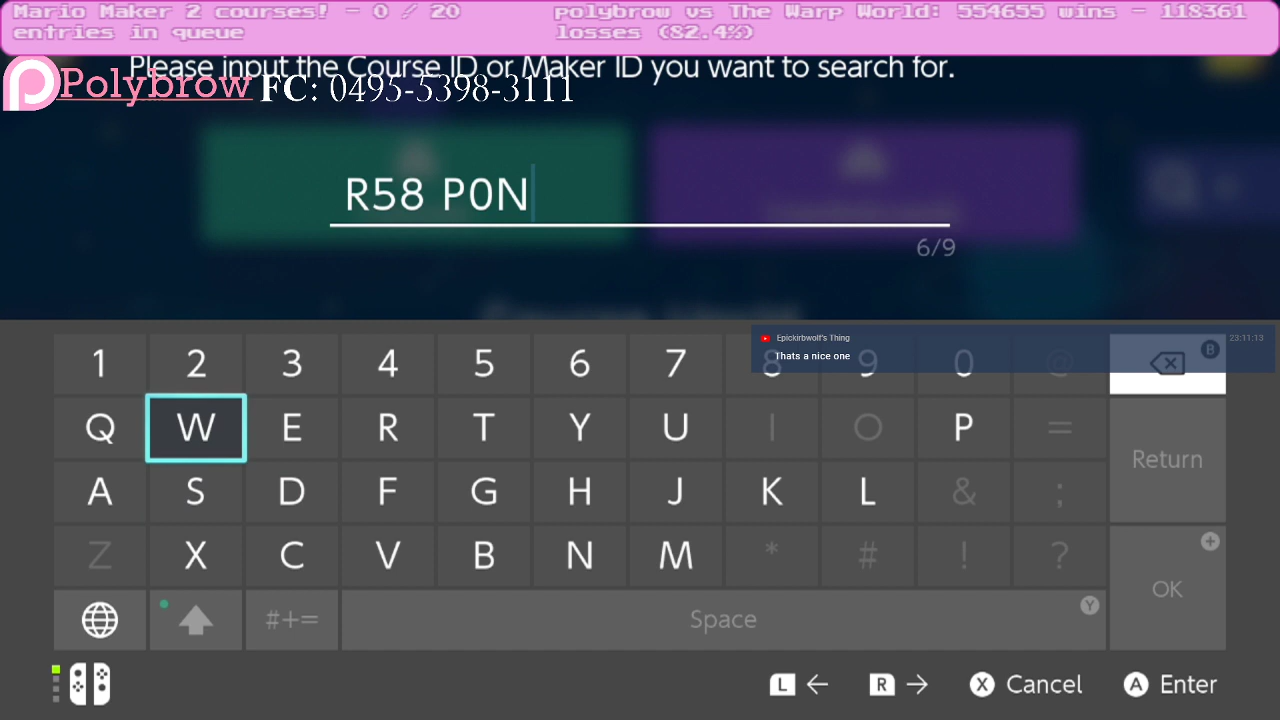 Mario Maker 2 courses! - 0 / 20
entries in queue
polybrow vs The Warp World: 554655 wins - 118361
losses (82.4%)
Please input the Course ID or Maker ID you want to search for.
Polybrow FC: 0495-5398-3111
R58 P0N
6/9
Epickirbwolf's Thing 23:11:13
Thats a nice one
1 2 3 4 5 6 7 8 9 0 @ B
Q W E R T Y U I O P =
Return
A S D F G H J K L & ;
Z X C V B N M * # ! ? +
OK
#+= Space Y
L ← R → X Cancel A Enter